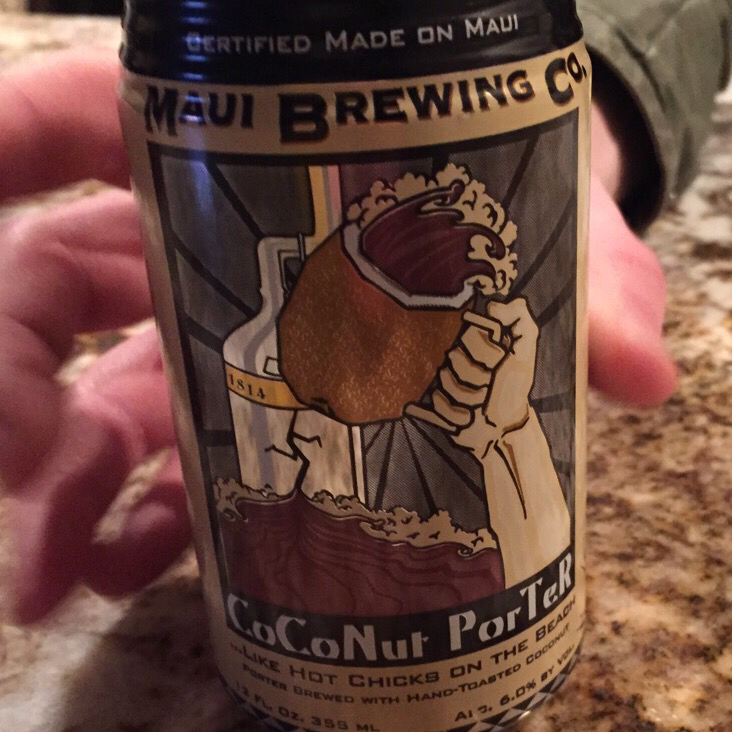 CERTIFIED MADE ON MAUI
MAUI BREWING CO.
1814
CoCoNut PorTeR
...LIKE HOT CHICKS ON THE BEACH
PORTER BREWED WITH HAND-TOASTED COCONUT
12 FL. OZ. 355 ML
ALC. 6.0% BY VOL.